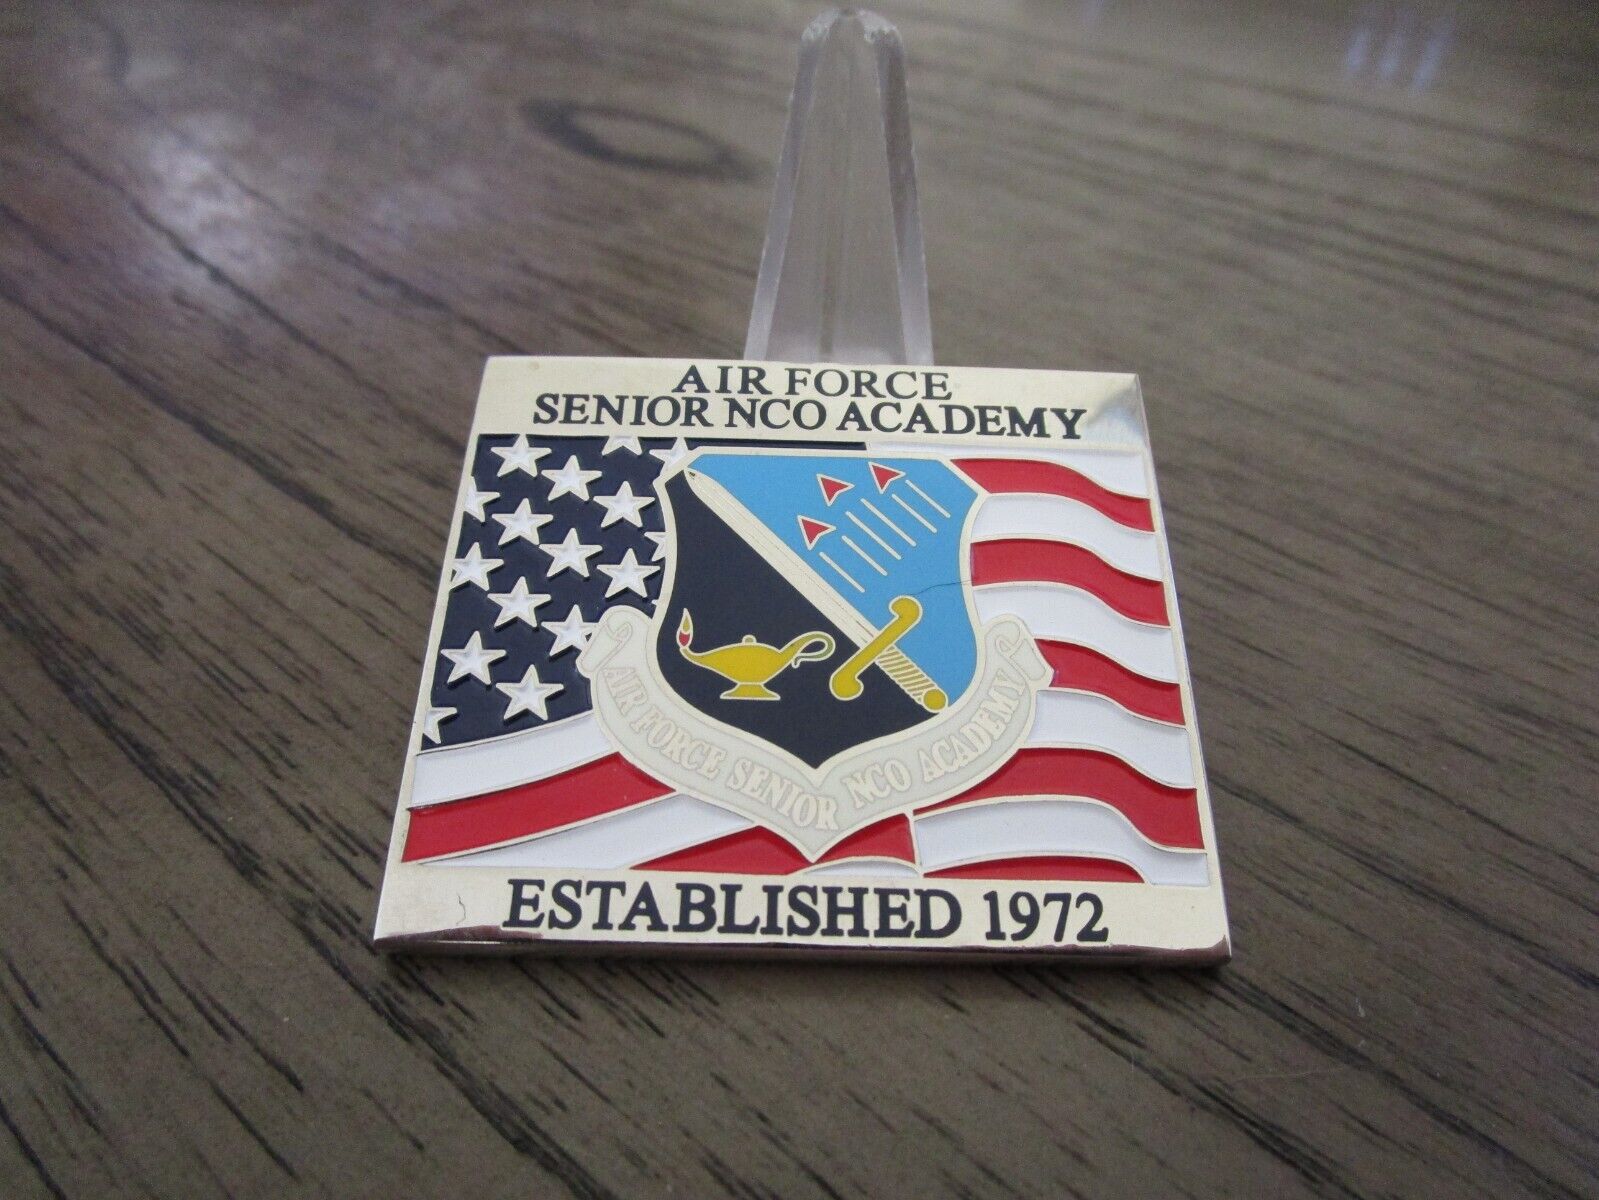 AIR FORCE
SENIOR NCO ACADEMY
AIR FORCE SENIOR NCO ACADEMY
ESTABLISHED 1972